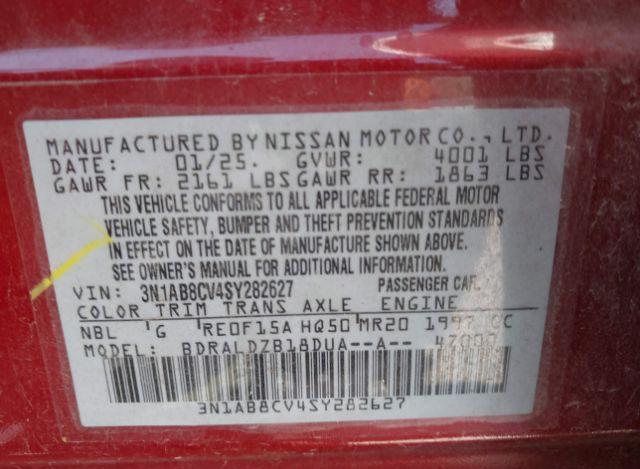 MANUFACTURED BY NISSAN MOTOR CO., LTD.
DATE: 01/25. GVWR: 4001 LBS
GAWR FR: 2161 LBS GAWR RR: 1863 LBS
THIS VEHICLE CONFORMS TO ALL APPLICABLE FEDERAL MOTOR
VEHICLE SAFETY, BUMPER AND THEFT PREVENTION STANDARDS
IN EFFECT ON THE DATE OF MANUFACTURE SHOWN ABOVE.
SEE OWNER'S MANUAL FOR ADDITIONAL INFORMATION.
VIN: 3N1AB8CV4SY282627 PASSENGER CAR
COLOR TRIM TRANS AXLE ENGINE
NBL G RE0F15A HQ50 MR20 1997 CC
MODEL: BDRALDZB18DUA--A--
3N1AB8CV4SY282627